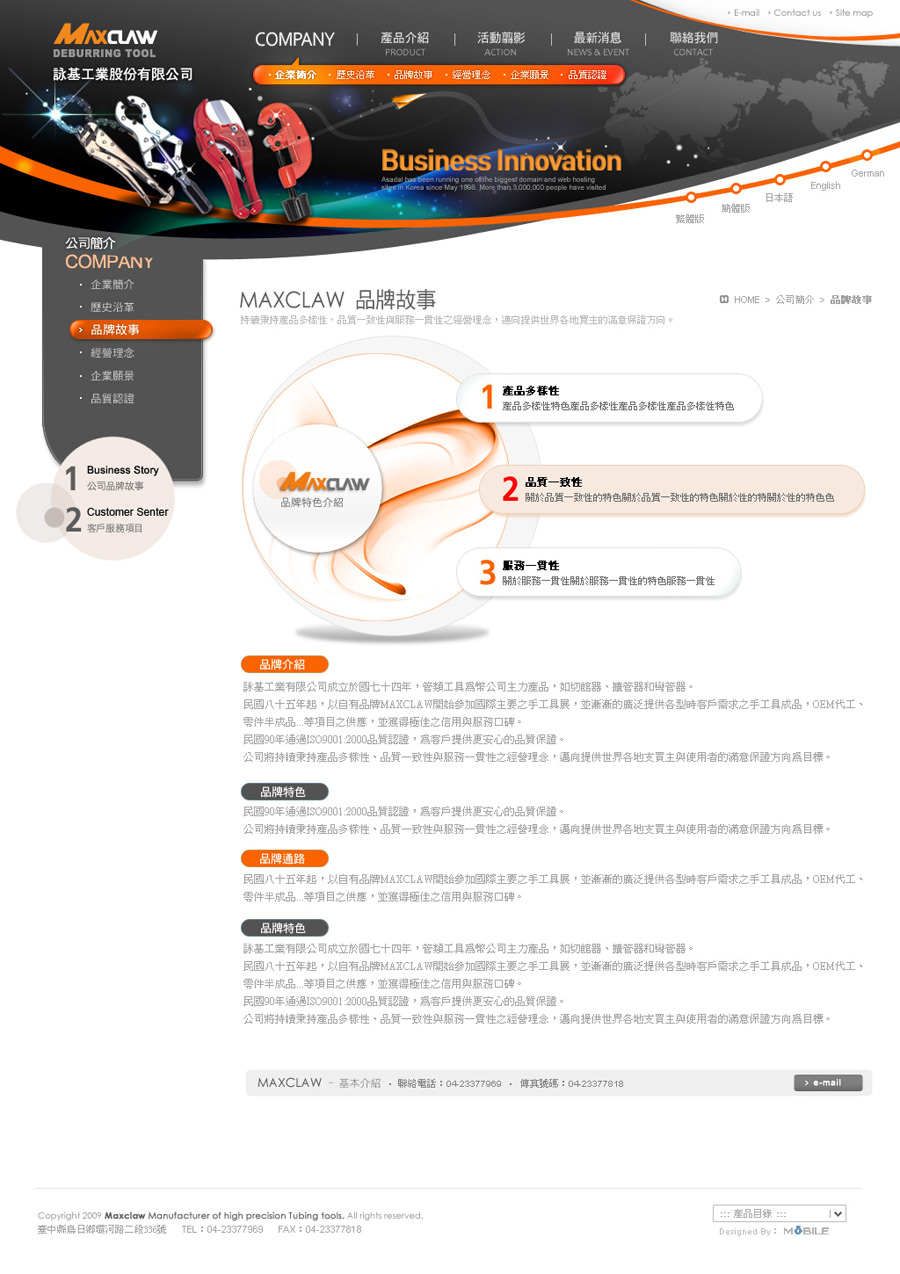 E-mail Contact us Site map
MAXCLAW
DEBURRING TOOL
詠基工業股份有限公司
COMPANY | 產品介紹 | 活動翦影 | 最新消息 | 聯絡我們
PRODUCT ACTION NEWS & EVENT CONTACT
・企業簡介 ・歷史沿革 ・品牌故事 ・經營理念 ・企業願景 ・品質認證
Business Innovation
Asadal has been running one of the biggest domain and web hosting
sites in Korea since May 1998. More than 3,000,000 people have visited
繁體版 簡體版 日本語 English German
公司簡介
COMPANY
・企業簡介
・歷史沿革
› 品牌故事
・經營理念
・企業願景
・品質認證
1 Business Story
公司品牌故事
2 Customer Senter
客戶服務項目
MAXCLAW 品牌故事
HOME > 公司簡介 > 品牌故事
持續秉持產品多樣性、品質一致性與服務一貫性之經營理念，邁向提供世界各地買主的滿意保證方向。
MAXCLAW
品牌特色介紹
1 產品多樣性
產品多樣性特色產品多樣性產品多樣性產品多樣性特色
2 品質一致性
關於品質一致性的特色關於品質一致性的特色關於性的特關於性的特色色
3 服務一貫性
關於服務一貫性關於服務一貫性的特色服務一貫性
品牌介紹
詠基工業有限公司成立於國七十四年，管類工具爲幣公司主力產品，如切館器、擴管器和彎管器。
民國八十五年起，以自有品牌MAXCLAW開始參加國際主要之手工具展，並漸漸的廣泛提供各型時客戶需求之手工具成品，OEM代工、
零件半成品...等項目之供應，並獲得極佳之信用與服務口碑。
民國90年通過ISO9001:2000品質認證，爲客戶提供更安心的品質保證。
公司將持續秉持產品多樣性、品質一致性與服務一貫性之經營理念，邁向提供世界各地支買主與使用者的滿意保證方向爲目標。
品牌特色
民國90年通過ISO9001:2000品質認證，爲客戶提供更安心的品質保證。
公司將持續秉持產品多樣性、品質一致性與服務一貫性之經營理念，邁向提供世界各地支買主與使用者的滿意保證方向爲目標。
品牌通路
民國八十五年起，以自有品牌MAXCLAW開始參加國際主要之手工具展，並漸漸的廣泛提供各型時客戶需求之手工具成品，OEM代工、
零件半成品...等項目之供應，並獲得極佳之信用與服務口碑。
品牌特色
詠基工業有限公司成立於國七十四年，管類工具爲幣公司主力產品，如切館器、擴管器和彎管器。
民國八十五年起，以自有品牌MAXCLAW開始參加國際主要之手工具展，並漸漸的廣泛提供各型時客戶需求之手工具成品，OEM代工、
零件半成品...等項目之供應，並獲得極佳之信用與服務口碑。
民國90年通過ISO9001:2000品質認證，爲客戶提供更安心的品質保證。
公司將持續秉持產品多樣性、品質一致性與服務一貫性之經營理念，邁向提供世界各地支買主與使用者的滿意保證方向爲目標。
MAXCLAW - 基本介紹 ・ 聯絡電話：04-23377969 ・ 傳真號碼：04-23377818 › e-mail
Copyright 2009 Maxclaw Manufacturer of high precision Tubing tools. All rights reserved.
臺中縣烏日鄉環河路二段336號 TEL：04-23377969 FAX：04-23377818
::: 產品目錄 :::
Designed By： MOBILE